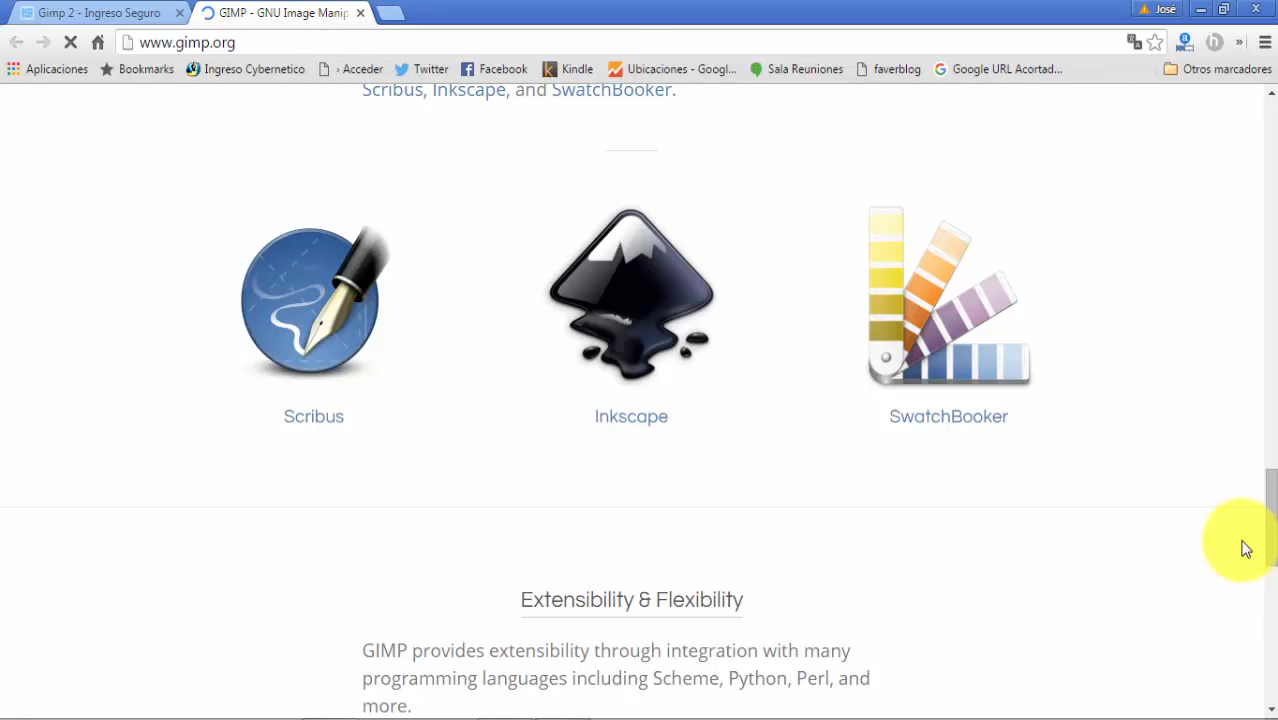 Gimp 2 - Ingreso Seguro
GIMP - GNU Image Manip
José
www.gimp.org
Aplicaciones
Bookmarks
Ingreso Cybernetico
› Acceder
Twitter
Facebook
Kindle
Ubicaciones - Googl...
Sala Reuniones
faverblog
Google URL Acortad...
»
Otros marcadores
Scribus, Inkscape, and SwatchBooker.
Scribus
Inkscape
SwatchBooker
Extensibility & Flexibility
GIMP provides extensibility through integration with many
programming languages including Scheme, Python, Perl, and
more.